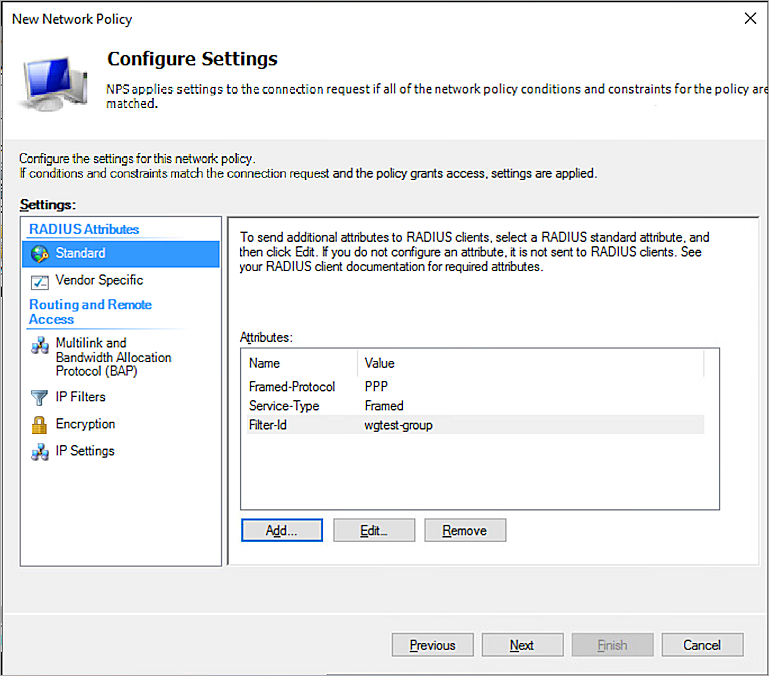 New Network Policy
Configure Settings
NPS applies settings to the connection request if all of the network policy conditions and constraints for the policy are
matched.
Configure the settings for this network policy.
If conditions and constraints match the connection request and the policy grants access, settings are applied.
Settings:
RADIUS Attributes
Standard
Vendor Specific
Routing and Remote
Access
Multilink and
Bandwidth Allocation
Protocol (BAP)
IP Filters
Encryption
IP Settings
To send additional attributes to RADIUS clients, select a RADIUS standard attribute, and
then click Edit. If you do not configure an attribute, it is not sent to RADIUS clients. See
your RADIUS client documentation for required attributes.
Attributes:
Name Value
Framed-Protocol PPP
Service-Type Framed
Filter-Id wgtest-group
Add... Edit... Remove
Previous Next Finish Cancel